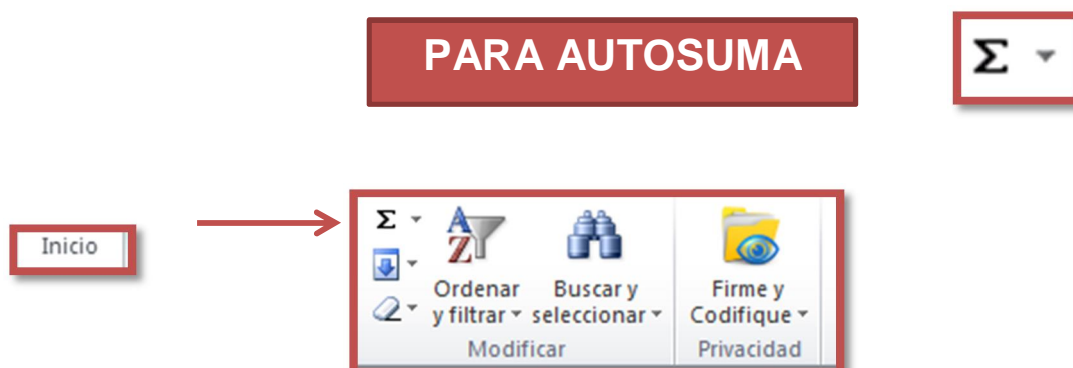 PARA AUTOSUMA
Σ
Inicio
Σ
Ordenar
y filtrar
Buscar y
seleccionar
Modificar
Firme y
Codifique
Privacidad